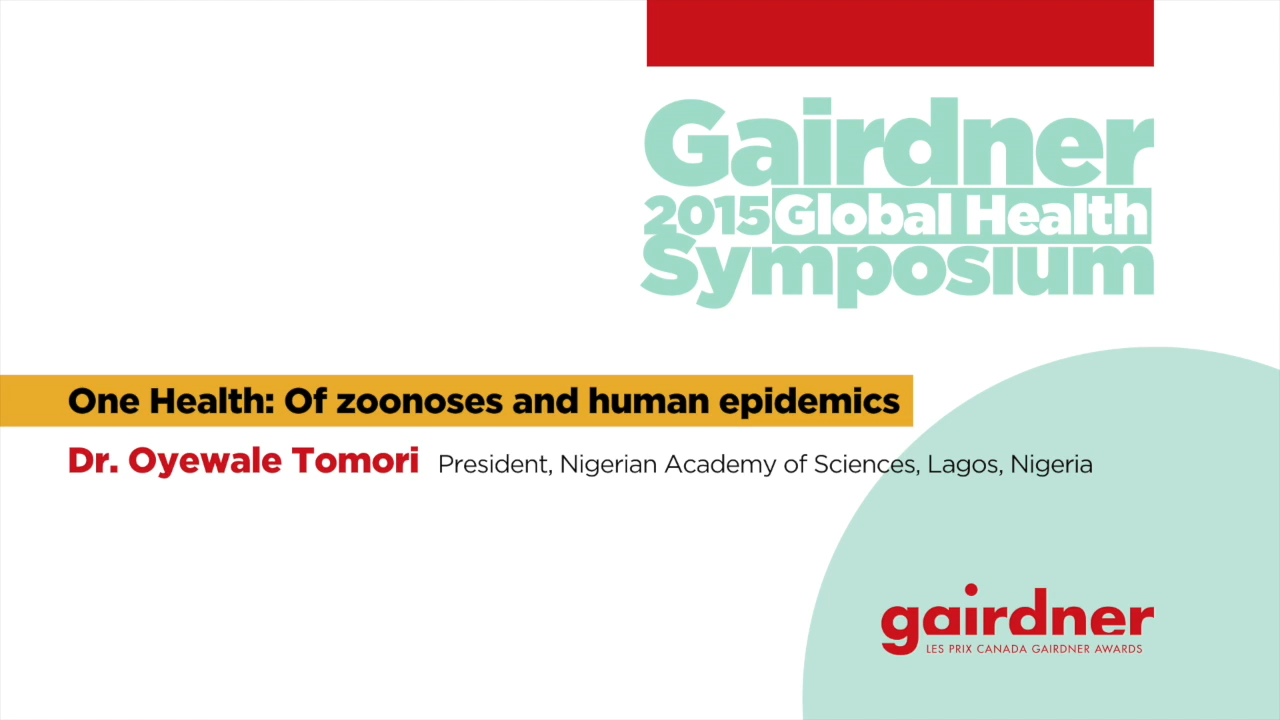 Gairdner
2015 Global Health
Symposium
One Health: Of zoonoses and human epidemics
Dr. Oyewale Tomori President, Nigerian Academy of Sciences, Lagos, Nigeria
gairdner
LES PRIX CANADA GAIRDNER AWARDS